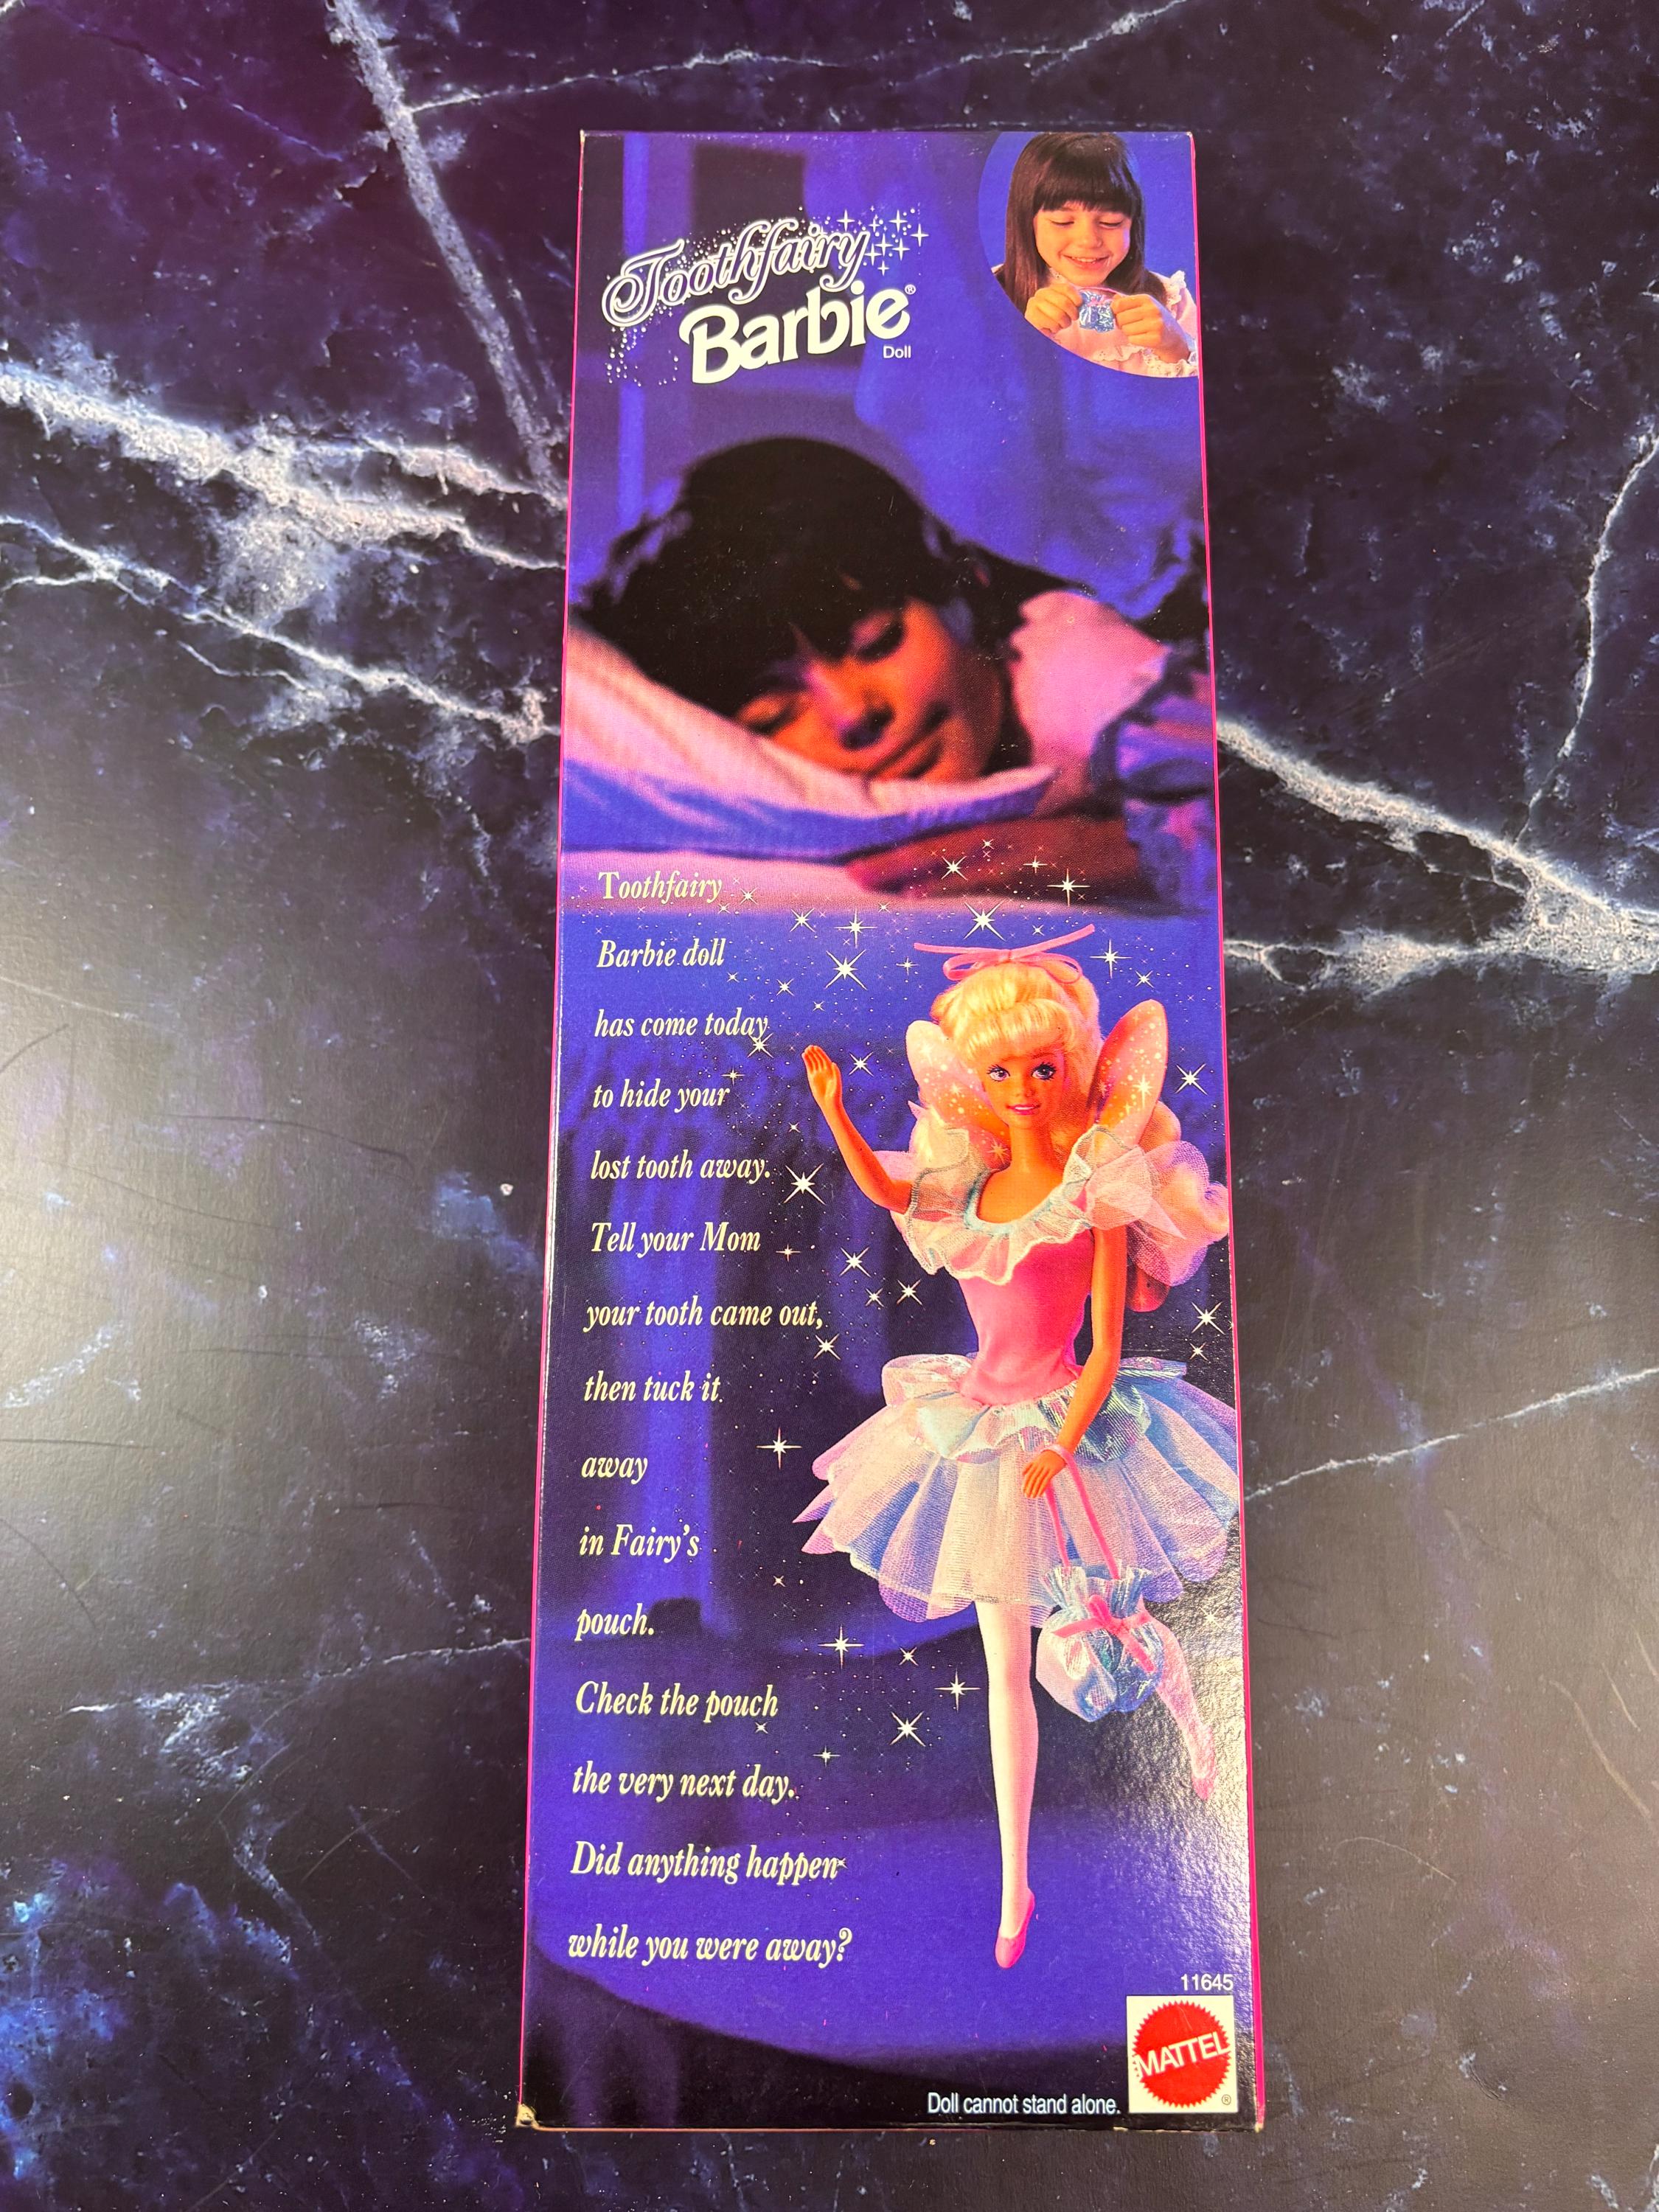 Toothfairy
Barbie®
Doll
Toothfairy
Barbie doll
has come today
to hide your
lost tooth away.
Tell your Mom
your tooth came out,
then tuck it
away
in Fairy's
pouch.
Check the pouch
the very next day.
Did anything happen
while you were away?
11645
MATTEL
®
Doll cannot stand alone.